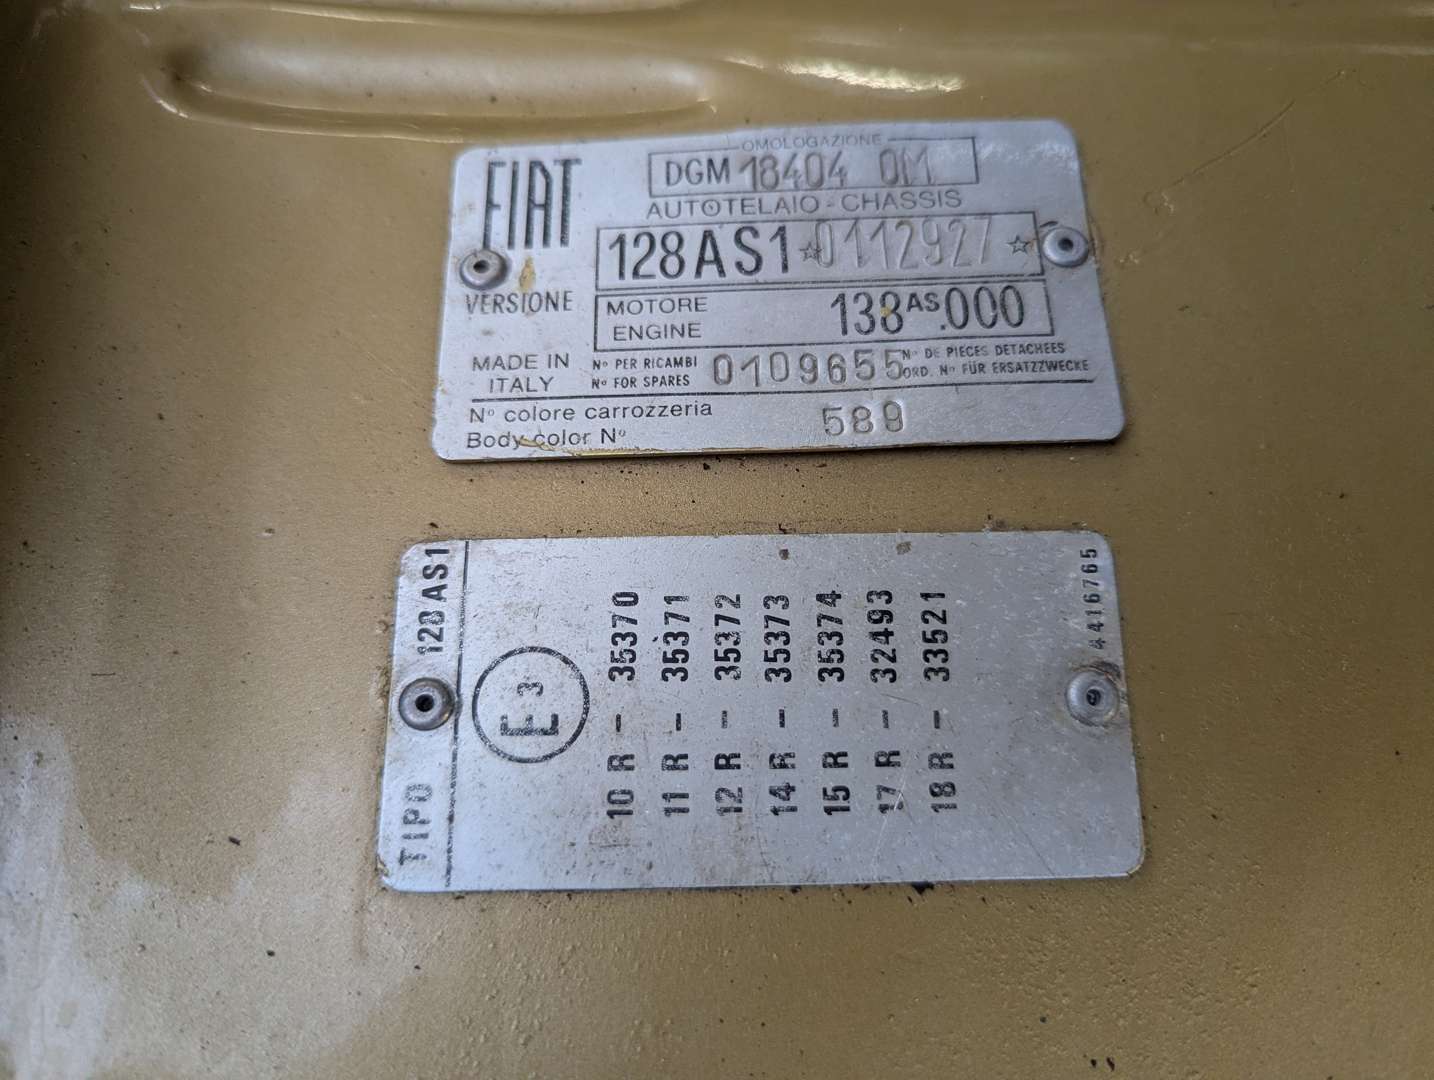 FIAT
OMOLOGAZIONE
DGM 18404 OM
AUTOTELAIO - CHASSIS
128AS1 ☆0112927☆
VERSIONE
MOTORE
ENGINE
138AS.000
MADE IN
ITALY
No PER RICAMBI
No FOR SPARES
0109655
No DE PIECES DETACHÉES
ORD. No FÜR ERSATZZWECKE
No colore carrozzeria
Body color No
589
TIPO 128 AS1
E3
10 R - 35370
11 R - 35371
12 R - 35372
14 R - 35373
15 R - 35374
17 R - 32493
18 R - 33521
4416765